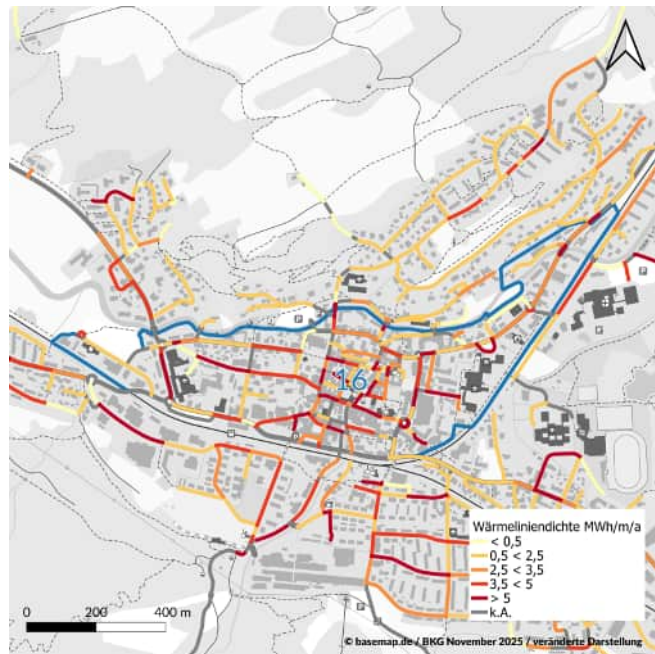 16
Wärmeliniendichte MWh/m/a
< 0,5
0,5 < 2,5
2,5 < 3,5
3,5 < 5
> 5
k.A.
0 200 400 m
© basemap.de / BKG November 2025 / veränderte Darstellung